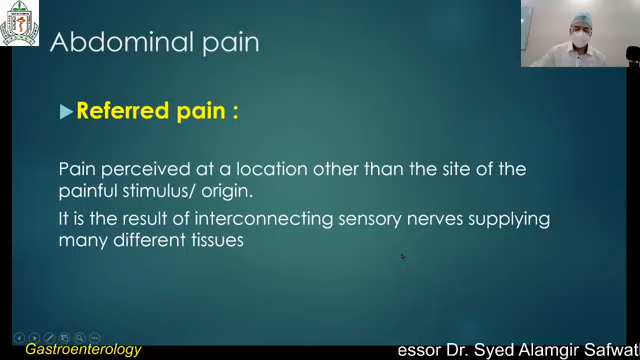 Abdominal pain
Referred pain :
Pain perceived at a location other than the site of the
painful stimulus/ origin.
It is the result of interconnecting sensory nerves supplying
many different tissues
Gastroenterology
essor Dr. Syed Alamgir Safwat